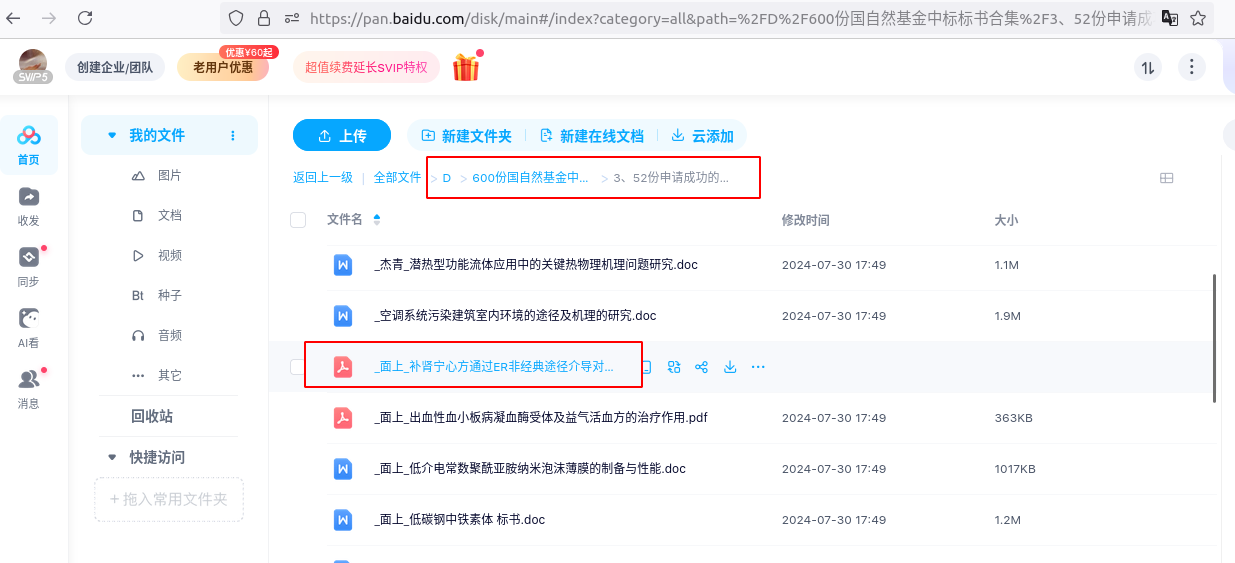 https://pan.baidu.com/disk/main#/index?category=all&path=%2FD%2F600份国自然基金中标标书合集%2F3、52份申请成
SVIP5
创建企业/团队
优惠¥60起
老用户优惠
超值续费延长SVIP特权
首页
收发
同步
AI看
消息
我的文件
图片
文档
视频
Bt 种子
音频
其它
回收站
快捷访问
+ 拖入常用文件夹
上传
新建文件夹
新建在线文档
云添加
返回上一级 | 全部文件 > D > 600份国自然基金中... > 3、52份申请成功的...
文件名 修改时间 大小
_杰青_潜热型功能流体应用中的关键热物理机理问题研究.doc 2024-07-30 17:49 1.1M
_空调系统污染建筑室内环境的途径及机理的研究.doc 2024-07-30 17:49 1.9M
_面上_补肾宁心方通过ER非经典途径介导对...
_面上_出血性血小板病凝血酶受体及益气活血方的治疗作用.pdf 2024-07-30 17:49 363KB
_面上_低介电常数聚酰亚胺纳米泡沫薄膜的制备与性能.doc 2024-07-30 17:49 1017KB
_面上_低碳钢中铁素体 标书.doc 2024-07-30 17:49 1.2M